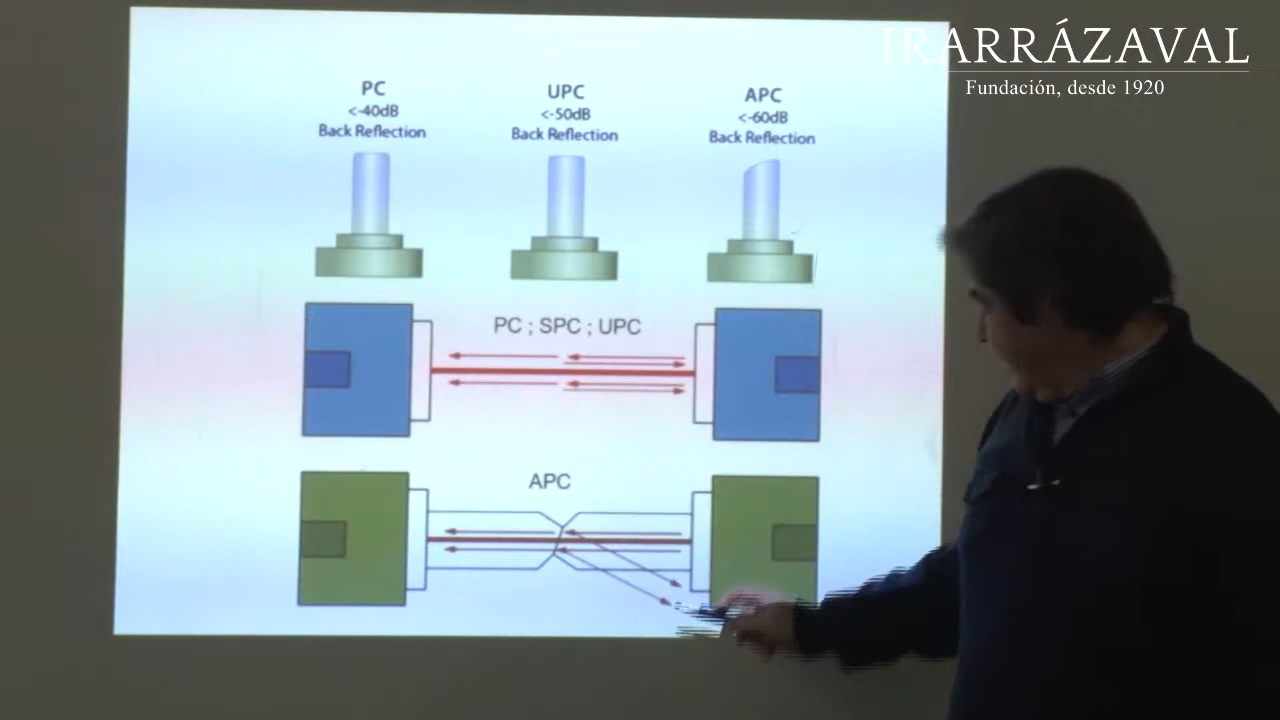 IRARRÁZAVAL
Fundación, desde 1920
PC
<-40dB
Back Reflection
UPC
<-50dB
Back Reflection
APC
<-60dB
Back Reflection
PC ; SPC ; UPC
APC